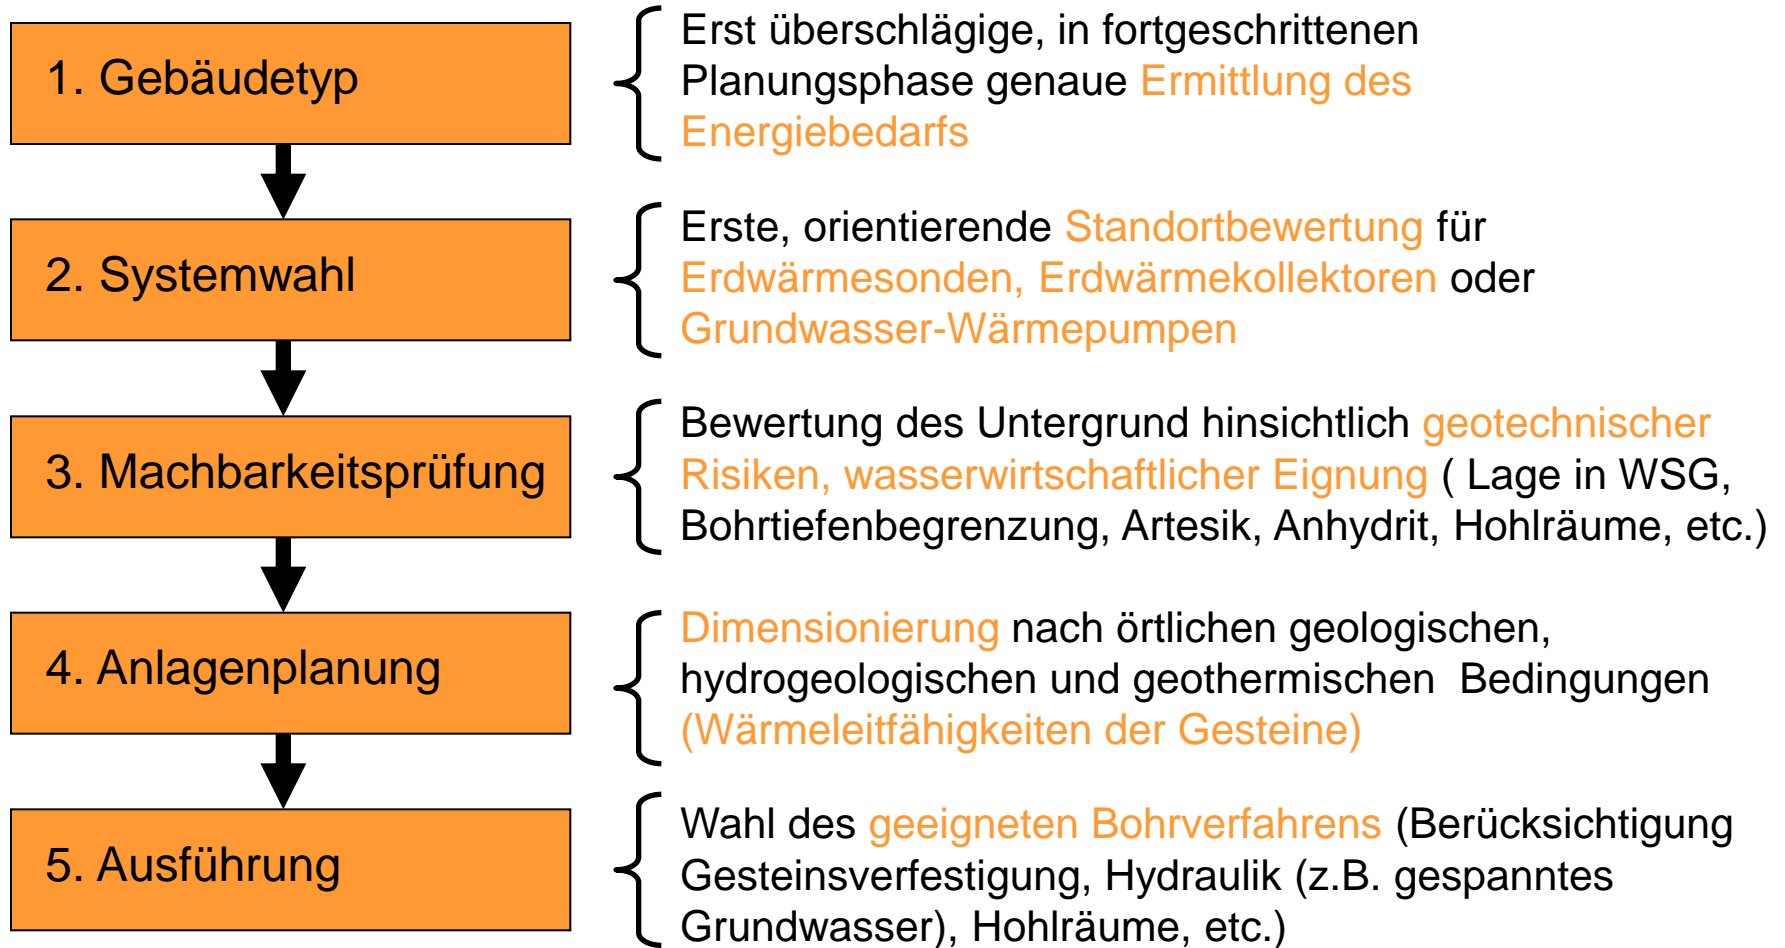 1. Gebäudetyp
Erst überschlägige, in fortgeschrittenen
Planungsphase genaue Ermittlung des
Energiebedarfs
2. Systemwahl
Erste, orientierende Standortbewertung für
Erdwärmesonden, Erdwärmekollektoren oder
Grundwasser-Wärmepumpen
3. Machbarkeitsprüfung
Bewertung des Untergrund hinsichtlich geotechnischer
Risiken, wasserwirtschaftlicher Eignung ( Lage in WSG,
Bohrtiefenbegrenzung, Artesik, Anhydrit, Hohlräume, etc.)
4. Anlagenplanung
Dimensionierung nach örtlichen geologischen,
hydrogeologischen und geothermischen Bedingungen
(Wärmeleitfähigkeiten der Gesteine)
5. Ausführung
Wahl des geeigneten Bohrverfahrens (Berücksichtigung
Gesteinsverfestigung, Hydraulik (z.B. gespanntes
Grundwasser), Hohlräume, etc.)